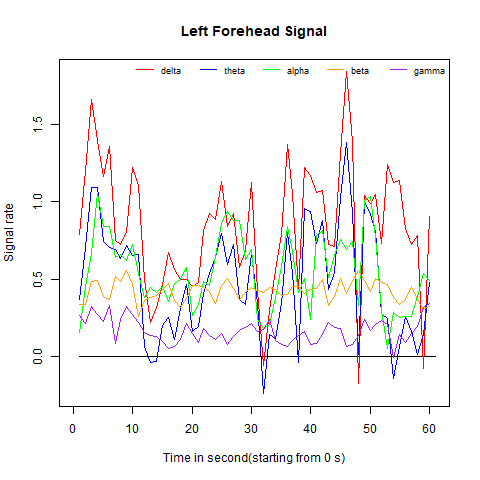 Left Forehead Signal
delta theta alpha beta gamma
Signal rate
1.5
1.0
0.5
0.0
0 10 20 30 40 50 60
Time in second(starting from 0 s)